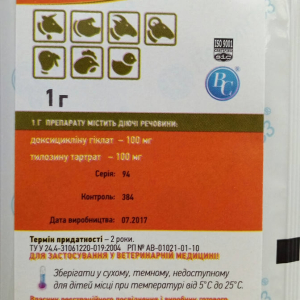 ISO 9001
BC
1 г
1 Г ПРЕПАРАТУ МІСТИТЬ ДІЮЧІ РЕЧОВИНИ:
доксицикліну гіклат – 100 мг
тилозину тартрат – 100 мг
Серія: 94
Контроль: 384
Дата виробництва: 07.2017
Термін придатності – 2 роки.
ТУ У 24.4-31061220-019:2004 РП№ АВ-01021-01-10
ДЛЯ ЗАСТОСУВАННЯ У ВЕТЕРИНАРНІЙ МЕДИЦИНІ!
Зберігати у сухому, темному, недоступному
для дітей місці при температурі від 5°С до 25°С.